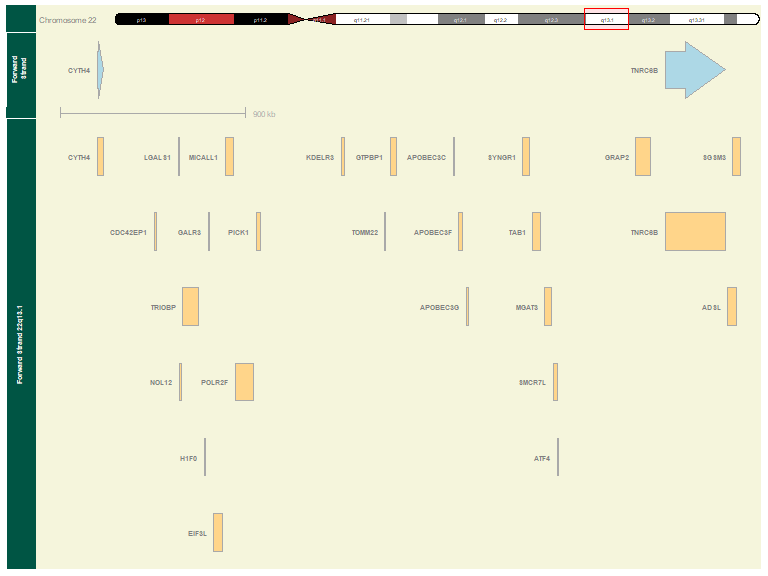 Chromosome 22
p13 p12 p11.2 q11.21 q12.1 q12.2 q12.3 q13.1 q13.2 q13.31
Forward
Strand
CYTH4 TNRC6B
900 kb
Forward Strand 22q13.1
CYTH4 LGALS1 MICALL1 KDELR3 GTPBP1 APOBEC3C SYNGR1 GRAP2 SGSM3
CDC42EP1 GALR3 PICK1 TOMM22 APOBEC3F TAB1 TNRC6B
TRIOBP APOBEC3G MGAT3 ADSL
NOL12 POLR2F SMCR7L
H1F0 ATF4
EIF3L